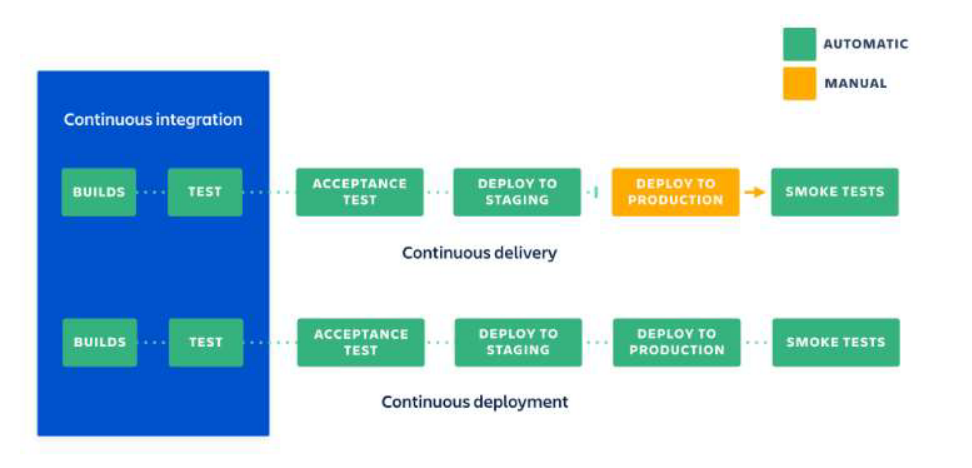 AUTOMATIC
MANUAL
Continuous integration
BUILDS
TEST
ACCEPTANCE
TEST
DEPLOY TO
STAGING
DEPLOY TO
PRODUCTION
SMOKE TESTS
Continuous delivery
BUILDS
TEST
ACCEPTANCE
TEST
DEPLOY TO
STAGING
DEPLOY TO
PRODUCTION
SMOKE TESTS
Continuous deployment